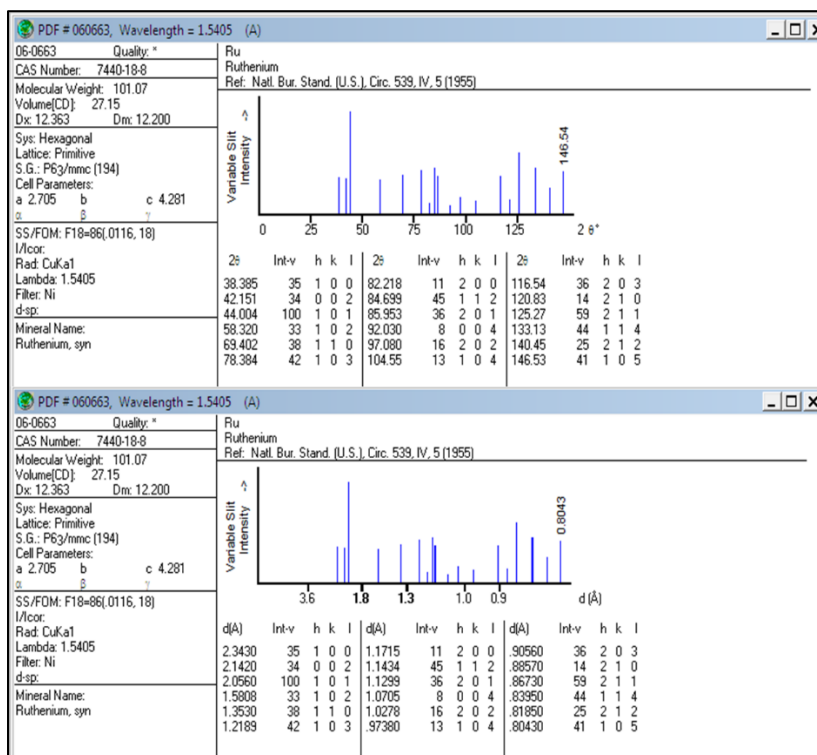 PDF # 060663, Wavelength = 1.5405 (A)
06-0663 Quality: *
CAS Number: 7440-18-8
Molecular Weight: 101.07
Volume[CD]: 27.15
Dx: 12.363 Dm: 12.200
Sys: Hexagonal
Lattice: Primitive
S.G.: P63/mmc (194)
Cell Parameters:
a 2.705 b c 4.281
α β γ
SS/FOM: F18=86(.0116, 18)
I/Icor:
Rad: CuKa1
Lambda: 1.5405
Filter: Ni
d-sp:
Mineral Name:
Ruthenium, syn
Ru
Ruthenium
Ref: Natl. Bur. Stand. (U.S.), Circ. 539, IV, 5 (1955)
Variable Slit
Intensity ->
146.54
0 25 50 75 100 125 2 θ°
2θ Int-v h k l 2θ Int-v h k l 2θ Int-v h k l
38.385 35 1 0 0 82.218 11 2 0 0 116.54 36 2 0 3
42.151 34 0 0 2 84.699 45 1 1 2 120.83 14 2 1 0
44.004 100 1 0 1 85.953 36 2 0 1 125.27 59 2 1 1
58.320 33 1 0 2 92.030 8 0 0 4 133.13 44 1 1 4
69.402 38 1 1 0 97.080 16 2 0 2 140.45 25 2 1 2
78.384 42 1 0 3 104.55 13 1 0 4 146.53 41 1 0 5
PDF # 060663, Wavelength = 1.5405 (A)
06-0663 Quality: *
CAS Number: 7440-18-8
Molecular Weight: 101.07
Volume[CD]: 27.15
Dx: 12.363 Dm: 12.200
Sys: Hexagonal
Lattice: Primitive
S.G.: P63/mmc (194)
Cell Parameters:
a 2.705 b c 4.281
α β γ
SS/FOM: F18=86(.0116, 18)
I/Icor:
Rad: CuKa1
Lambda: 1.5405
Filter: Ni
d-sp:
Mineral Name:
Ruthenium, syn
Ru
Ruthenium
Ref: Natl. Bur. Stand. (U.S.), Circ. 539, IV, 5 (1955)
Variable Slit
Intensity ->
0.8043
3.6 1.8 1.3 1.0 0.9 d (Å)
d(A) Int-v h k l d(A) Int-v h k l d(A) Int-v h k l
2.3430 35 1 0 0 1.1715 11 2 0 0 .90560 36 2 0 3
2.1420 34 0 0 2 1.1434 45 1 1 2 .88570 14 2 1 0
2.0560 100 1 0 1 1.1299 36 2 0 1 .86730 59 2 1 1
1.5808 33 1 0 2 1.0705 8 0 0 4 .83950 44 1 1 4
1.3530 38 1 1 0 1.0278 16 2 0 2 .81850 25 2 1 2
1.2189 42 1 0 3 .97380 13 1 0 4 .80430 41 1 0 5